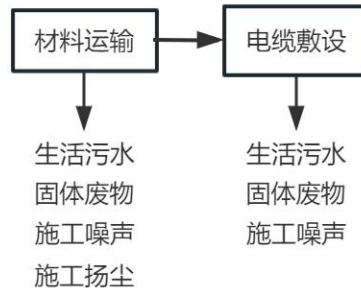 材料运输
电缆敷设
生活污水
固体废物
施工噪声
施工扬尘
生活污水
固体废物
施工噪声